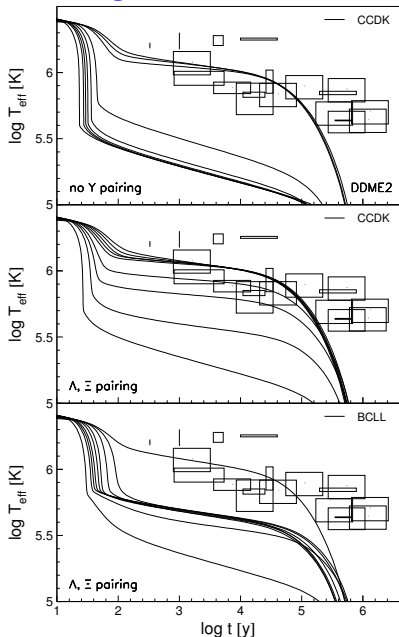 CCDK
6
5.5
5
log T_eff [K]
no Y pairing
DDME2
CCDK
6
5.5
5
log T_eff [K]
Λ, Ξ pairing
BCLL
6
5.5
5
log T_eff [K]
Λ, Ξ pairing
1 2 3 4 5 6
log t [y]